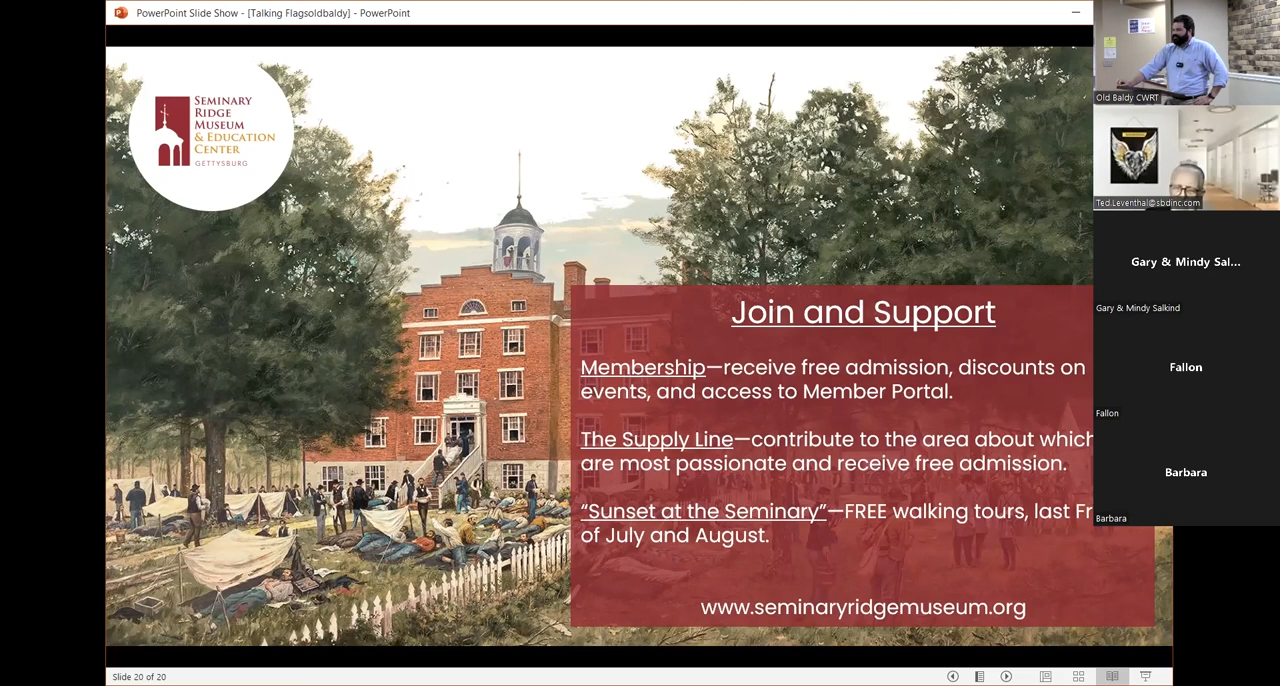 PowerPoint Slide Show - [Talking Flagsoldbaldy] - PowerPoint
SEMINARY
RIDGE
MUSEUM
& EDUCATION
CENTER
GETTYSBURG
Join and Support
Membership—receive free admission, discounts on
events, and access to Member Portal.
The Supply Line—contribute to the area about which
are most passionate and receive free admission.
“Sunset at the Seminary”—FREE walking tours, last Fr
of July and August.
www.seminaryridgemuseum.org
Slide 20 of 20
Old Baldy CWRT
Ted.Leventhal@sbdinc.com
Gary & Mindy Sal...
Gary & Mindy Salkind
Fallon
Fallon
Barbara
Barbara